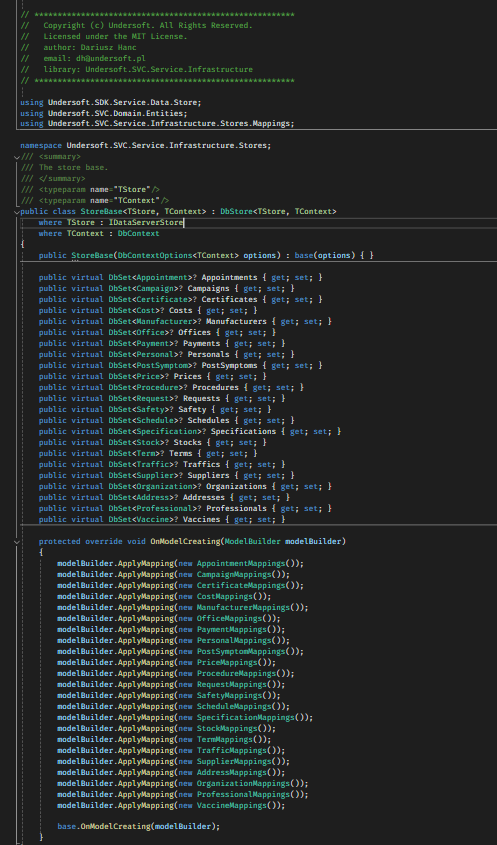 // ********************************************************
//   Copyright (c) Undersoft. All Rights Reserved.
//   Licensed under the MIT License.
//   author: Dariusz Hanc
//   email: dh@undersoft.pl
//   library: Undersoft.SVC.Service.Infrastructure
// ********************************************************
using Undersoft.SDK.Service.Data.Store;
using Undersoft.SVC.Domain.Entities;
using Undersoft.SVC.Service.Infrastructure.Stores.Mappings;
namespace Undersoft.SVC.Service.Infrastructure.Stores;
/// <summary>
/// The store base.
/// </summary>
/// <typeparam name="TStore"/>
/// <typeparam name="TContext"/>
public class StoreBase<TStore, TContext> : DbStore<TStore, TContext>
    where TStore : IDataServerStore
    where TContext : DbContext
{
    public StoreBase(DbContextOptions<TContext> options) : base(options) { }
    public virtual DbSet<Appointment>? Appointments { get; set; }
    public virtual DbSet<Campaign>? Campaigns { get; set; }
    public virtual DbSet<Certificate>? Certificates { get; set; }
    public virtual DbSet<Cost>? Costs { get; set; }
    public virtual DbSet<Manufacturer>? Manufacturers { get; set; }
    public virtual DbSet<Office>? Offices { get; set; }
    public virtual DbSet<Payment>? Payments { get; set; }
    public virtual DbSet<Personal>? Personals { get; set; }
    public virtual DbSet<PostSymptom>? PostSymptoms { get; set; }
    public virtual DbSet<Price>? Prices { get; set; }
    public virtual DbSet<Procedure>? Procedures { get; set; }
    public virtual DbSet<Request>? Requests { get; set; }
    public virtual DbSet<Safety>? Safety { get; set; }
    public virtual DbSet<Schedule>? Schedules { get; set; }
    public virtual DbSet<Specification>? Specifications { get; set; }
    public virtual DbSet<Stock>? Stocks { get; set; }
    public virtual DbSet<Term>? Terms { get; set; }
    public virtual DbSet<Traffic>? Traffics { get; set; }
    public virtual DbSet<Supplier>? Suppliers { get; set; }
    public virtual DbSet<Organization>? Organizations { get; set; }
    public virtual DbSet<Address>? Addresses { get; set; }
    public virtual DbSet<Professional>? Professionals { get; set; }
    public virtual DbSet<Vaccine>? Vaccines { get; set; }
    protected override void OnModelCreating(ModelBuilder modelBuilder)
    {
        modelBuilder.ApplyMapping(new AppointmentMappings());
        modelBuilder.ApplyMapping(new CampaignMappings());
        modelBuilder.ApplyMapping(new CertificateMappings());
        modelBuilder.ApplyMapping(new CostMappings());
        modelBuilder.ApplyMapping(new ManufacturerMappings());
        modelBuilder.ApplyMapping(new OfficeMappings());
        modelBuilder.ApplyMapping(new PaymentMappings());
        modelBuilder.ApplyMapping(new PersonalMappings());
        modelBuilder.ApplyMapping(new PostSymptomMappings());
        modelBuilder.ApplyMapping(new PriceMappings());
        modelBuilder.ApplyMapping(new ProcedureMappings());
        modelBuilder.ApplyMapping(new RequestMappings());
        modelBuilder.ApplyMapping(new SafetyMappings());
        modelBuilder.ApplyMapping(new ScheduleMappings());
        modelBuilder.ApplyMapping(new SpecificationMappings());
        modelBuilder.ApplyMapping(new StockMappings());
        modelBuilder.ApplyMapping(new TermMappings());
        modelBuilder.ApplyMapping(new TrafficMappings());
        modelBuilder.ApplyMapping(new SupplierMappings());
        modelBuilder.ApplyMapping(new AddressMappings());
        modelBuilder.ApplyMapping(new OrganizationMappings());
        modelBuilder.ApplyMapping(new ProfessionalMappings());
        modelBuilder.ApplyMapping(new VaccineMappings());
        base.OnModelCreating(modelBuilder);
    }